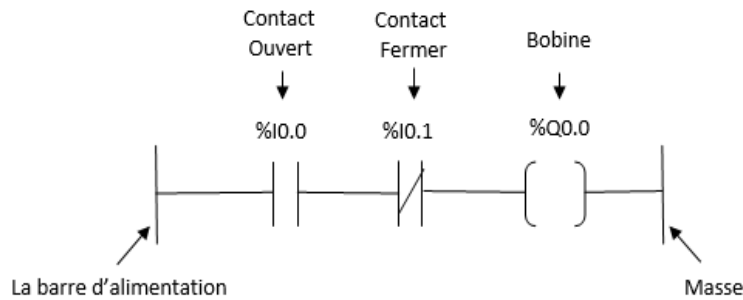 Contact
Ouvert
Contact
Fermer
Bobine
%I0.0
%I0.1
%Q0.0
La barre d'alimentation
Masse